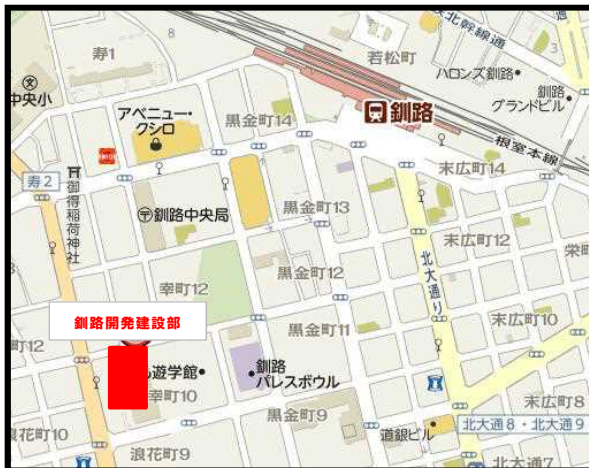 寿1
8
若松町
北幹線通
3
ハロンズ釧路
釧路
グランドビル
中央小
アベニュー・
クシロ
黒金町14
釧路
根室本線
末広町14
寿2
御得稲荷神社
釧路中央局
黒金町13
末広町12
栄町
幸町12
黒金町12
北大通り
釧路開発建設部
黒金町11
末広町10
町12
遊学館
釧路
パレスボウル
幸町10
黒金町9
末広町8
道銀ビル
北大通8・北大通9
浪花町10
浪花町9
北大通7